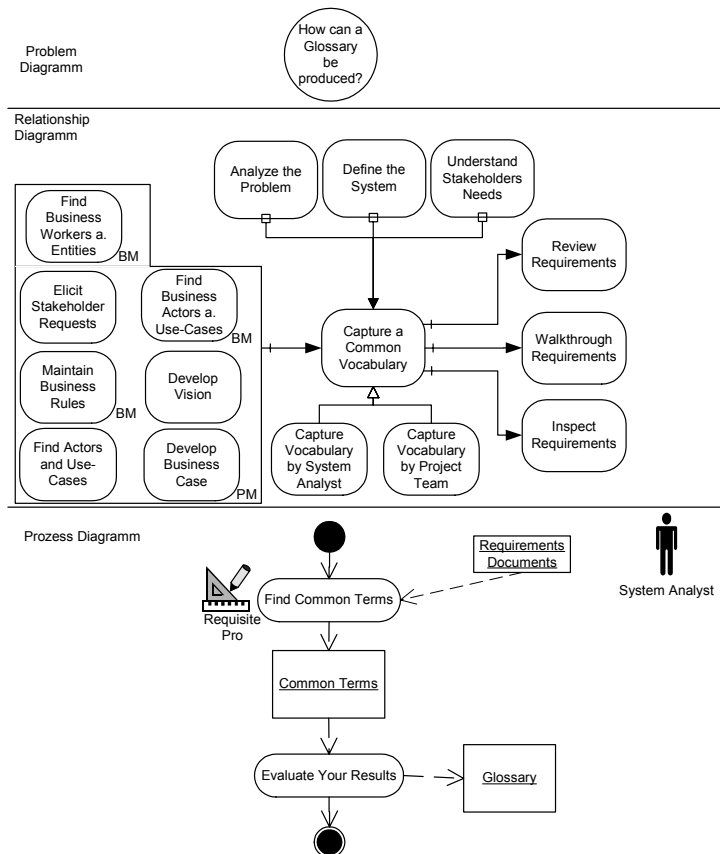 How can a
Glossary
be
produced?
Problem
Diagramm
Relationship
Diagramm
Analyze the
Problem
Define the
System
Understand
Stakeholders
Needs
Find
Business
Workers a.
Entities
BM
Elicit
Stakeholder
Requests
Find
Business
Actors a.
Use-Cases
BM
Maintain
Business
Rules
BM
Develop
Vision
Find Actors
and Use-
Cases
Develop
Business
Case
PM
Capture a
Common
Vocabulary
Capture
Vocabulary
by System
Analyst
Capture
Vocabulary
by Project
Team
Review
Requirements
Walkthrough
Requirements
Inspect
Requirements
Prozess Diagramm
Requirements
Documents
System Analyst
Requisite
Pro
Find Common Terms
Common Terms
Evaluate Your Results
Glossary